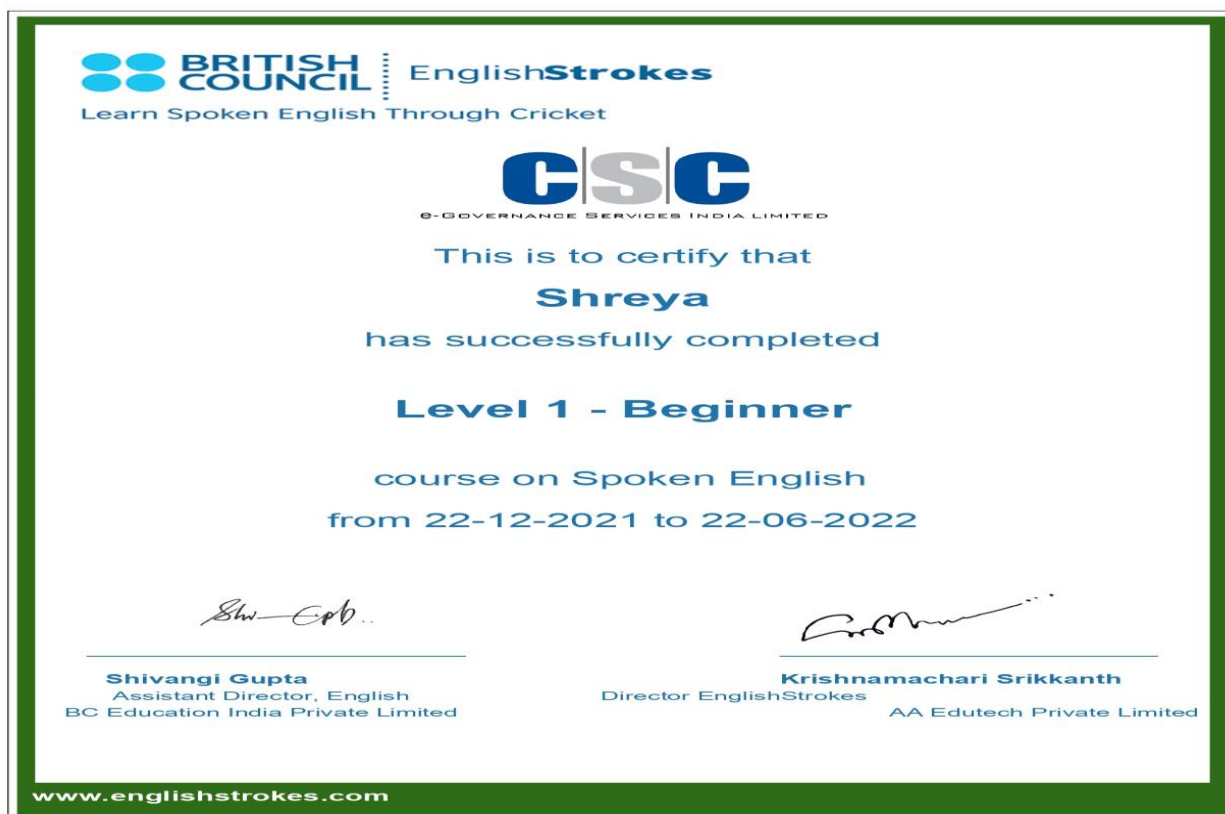 BRITISH COUNCIL
EnglishStrokes
Learn Spoken English Through Cricket
CSC
e-Governance Services India Limited
This is to certify that
Shreya
has successfully completed
Level 1 - Beginner
course on Spoken English
from 22-12-2021 to 22-06-2022
Shivangi Gupta
Assistant Director, English
BC Education India Private Limited
Krishnamachari Srikkanth
Director EnglishStrokes
AA Edutech Private Limited
www.englishstrokes.com